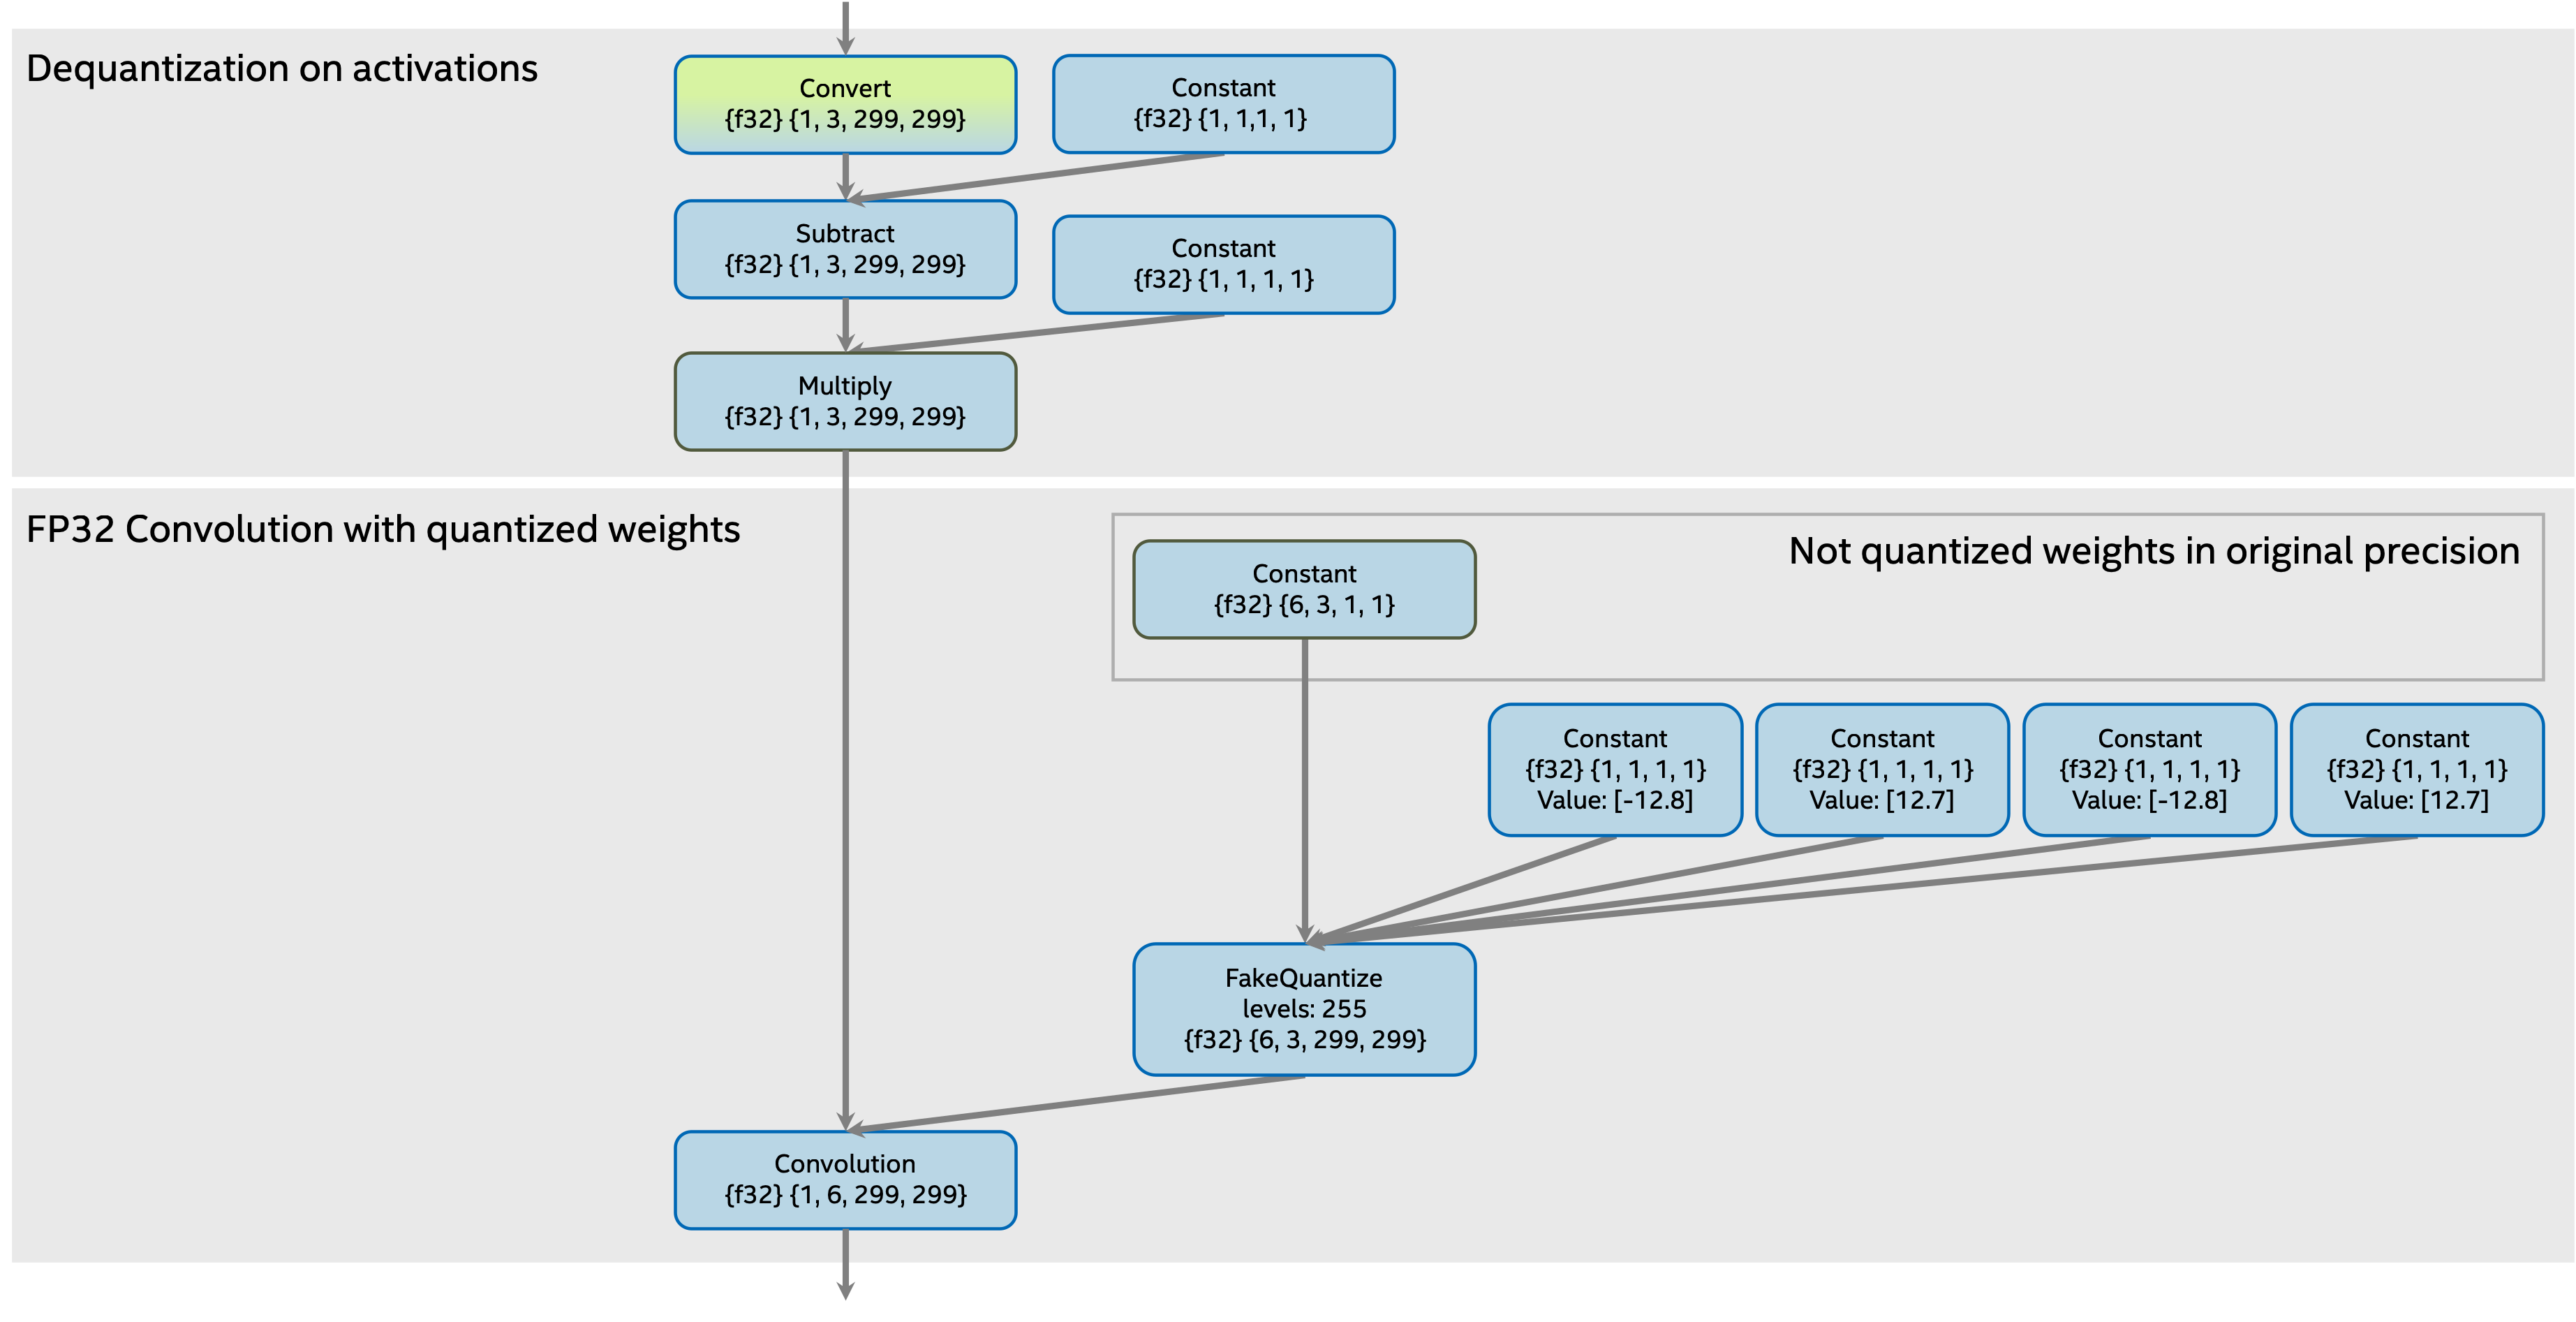 Dequantization on activations
Convert
{f32} {1, 3, 299, 299}
Constant
{f32} {1, 1,1, 1}
Subtract
{f32} {1, 3, 299, 299}
Constant
{f32} {1, 1, 1, 1}
Multiply
{f32} {1, 3, 299, 299}
FP32 Convolution with quantized weights
Not quantized weights in original precision
Constant
{f32} {6, 3, 1, 1}
Constant
{f32} {1, 1, 1, 1}
Value: [-12.8]
Constant
{f32} {1, 1, 1, 1}
Value: [12.7]
Constant
{f32} {1, 1, 1, 1}
Value: [-12.8]
Constant
{f32} {1, 1, 1, 1}
Value: [12.7]
FakeQuantize
levels: 255
{f32} {6, 3, 299, 299}
Convolution
{f32} {1, 6, 299, 299}